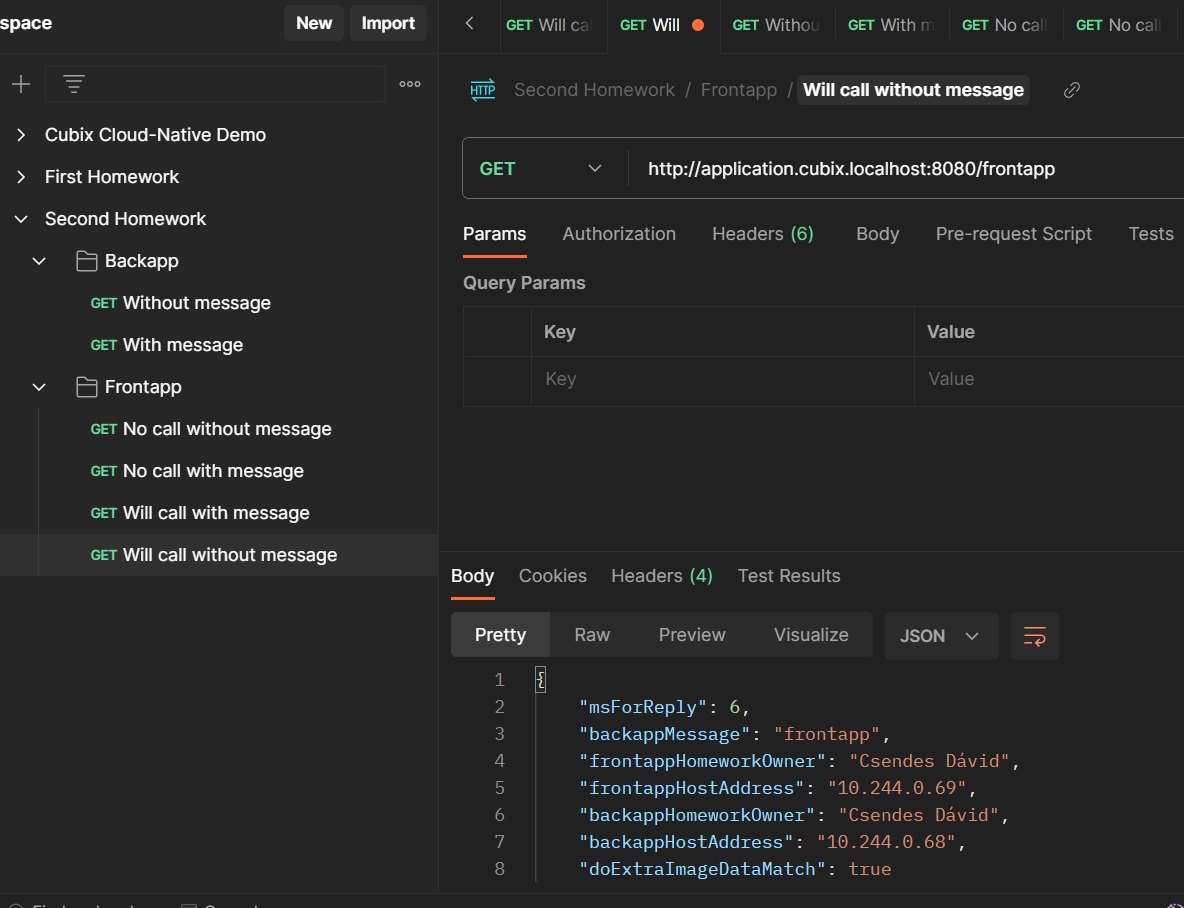 space
New
Import
GET Will ca
GET Will
GET Withou
GET With m
GET No call
GET No call
HTTP
Second Homework / Frontapp / Will call without message
Cubix Cloud-Native Demo
First Homework
Second Homework
Backapp
GET Without message
GET With message
Frontapp
GET No call without message
GET No call with message
GET Will call with message
GET Will call without message
GET
http://application.cubix.localhost:8080/frontapp
Params
Authorization
Headers (6)
Body
Pre-request Script
Tests
Query Params
Key
Value
Key
Value
Body
Cookies
Headers (4)
Test Results
Pretty
Raw
Preview
Visualize
JSON
1 {
2 "msForReply": 6,
3 "backappMessage": "frontapp",
4 "frontappHomeworkOwner": "Csendes Dávid",
5 "frontappHostAddress": "10.244.0.69",
6 "backappHomeworkOwner": "Csendes Dávid",
7 "backappHostAddress": "10.244.0.68",
8 "doExtraImageDataMatch": true